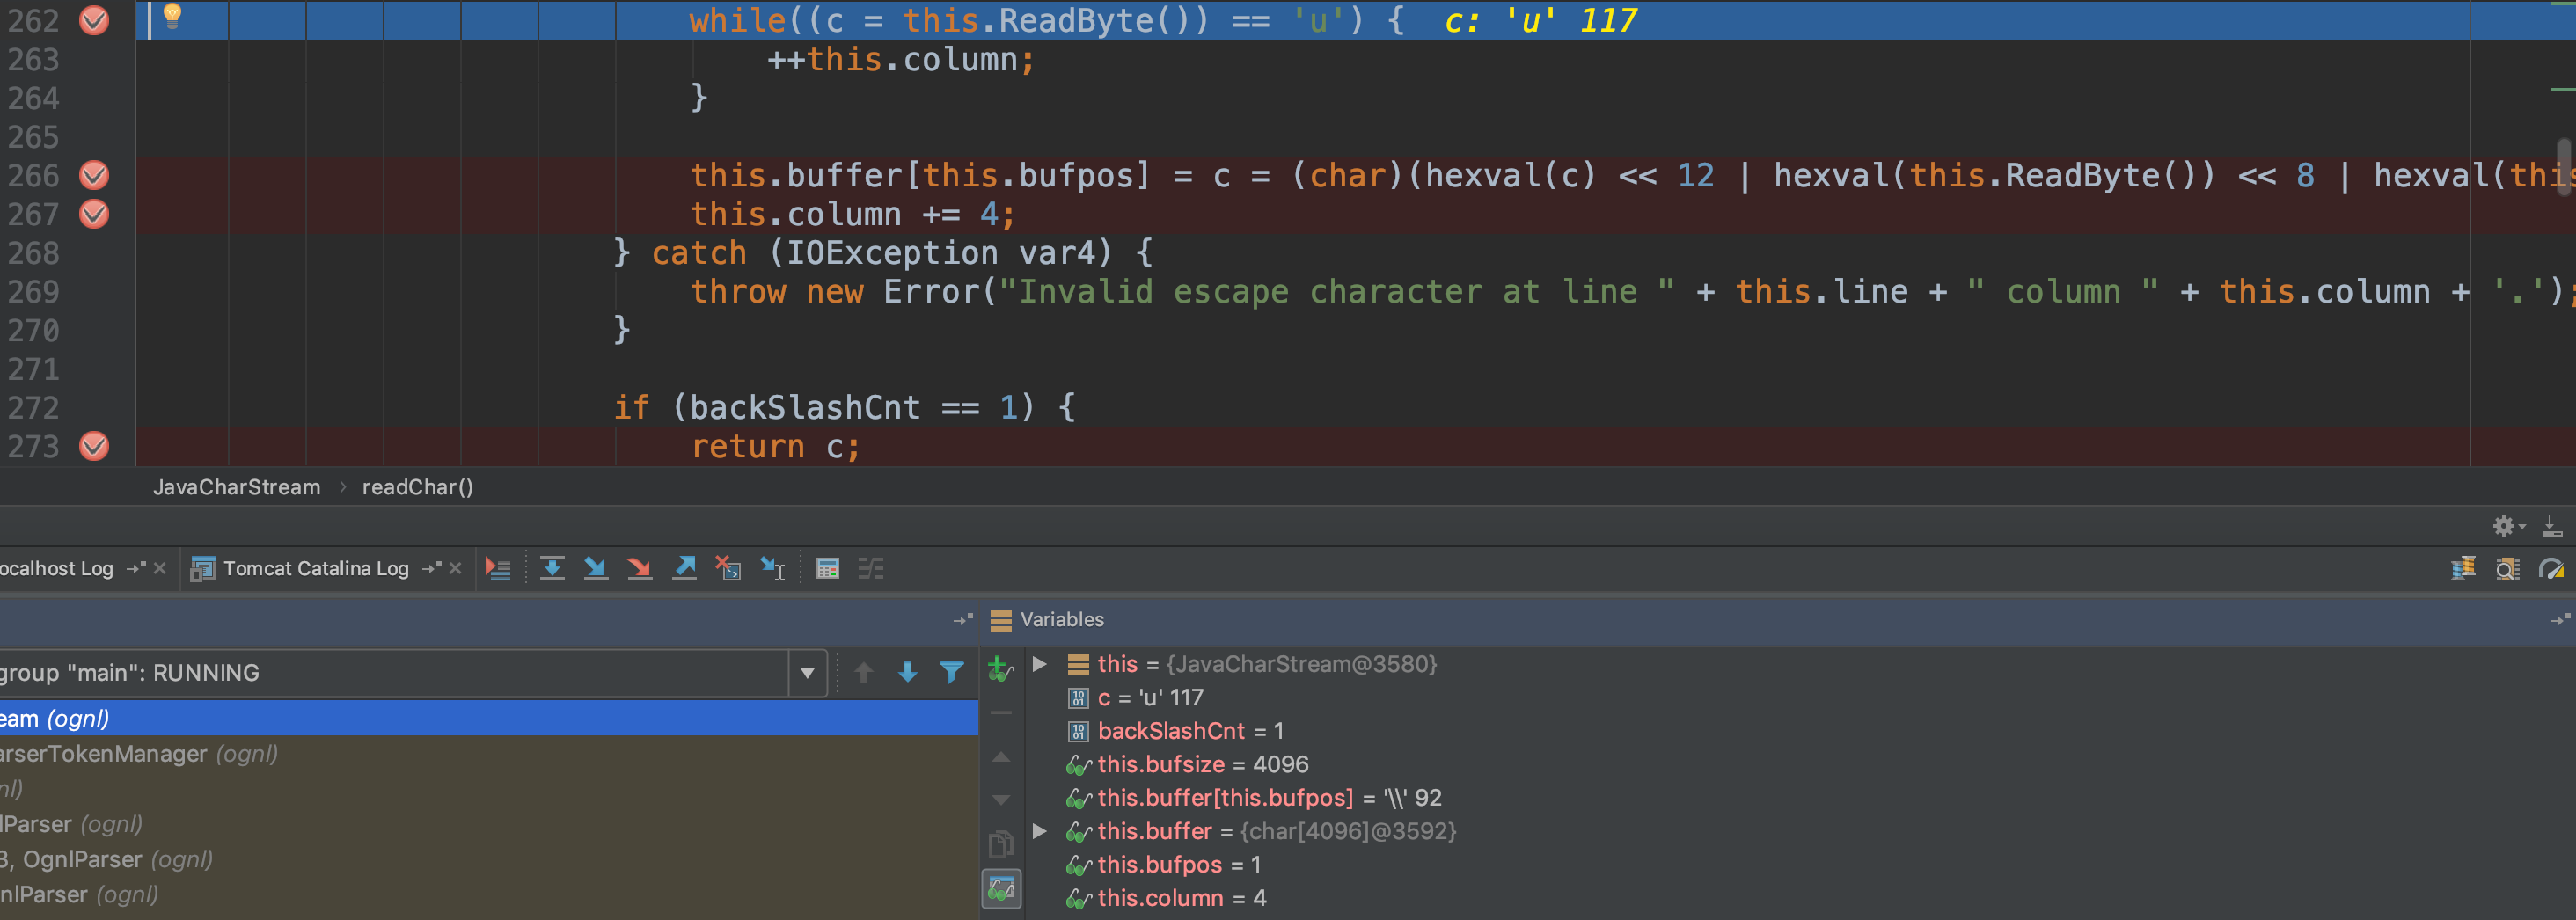 262 while((c = this.ReadByte()) == 'u') { c: 'u' 117
263 ++this.column;
264 }
265
266 this.buffer[this.bufpos] = c = (char)(hexval(c) << 12 | hexval(this.ReadByte()) << 8 | hexval(this
267 this.column += 4;
268 } catch (IOException var4) {
269 throw new Error("Invalid escape character at line " + this.line + " column " + this.column + '.');
270 }
271
272 if (backSlashCnt == 1) {
273 return c;
JavaCharStream › readChar()
ocalhost Log Tomcat Catalina Log
Variables
group "main": RUNNING
eam (ognl)
arserTokenManager (ognl)
nl)
lParser (ognl)
3, OgnlParser (ognl)
nlParser (ognl)
this = {JavaCharStream@3580}
c = 'u' 117
backSlashCnt = 1
this.bufsize = 4096
this.buffer[this.bufpos] = '\\' 92
this.buffer = {char[4096]@3592}
this.bufpos = 1
this.column = 4